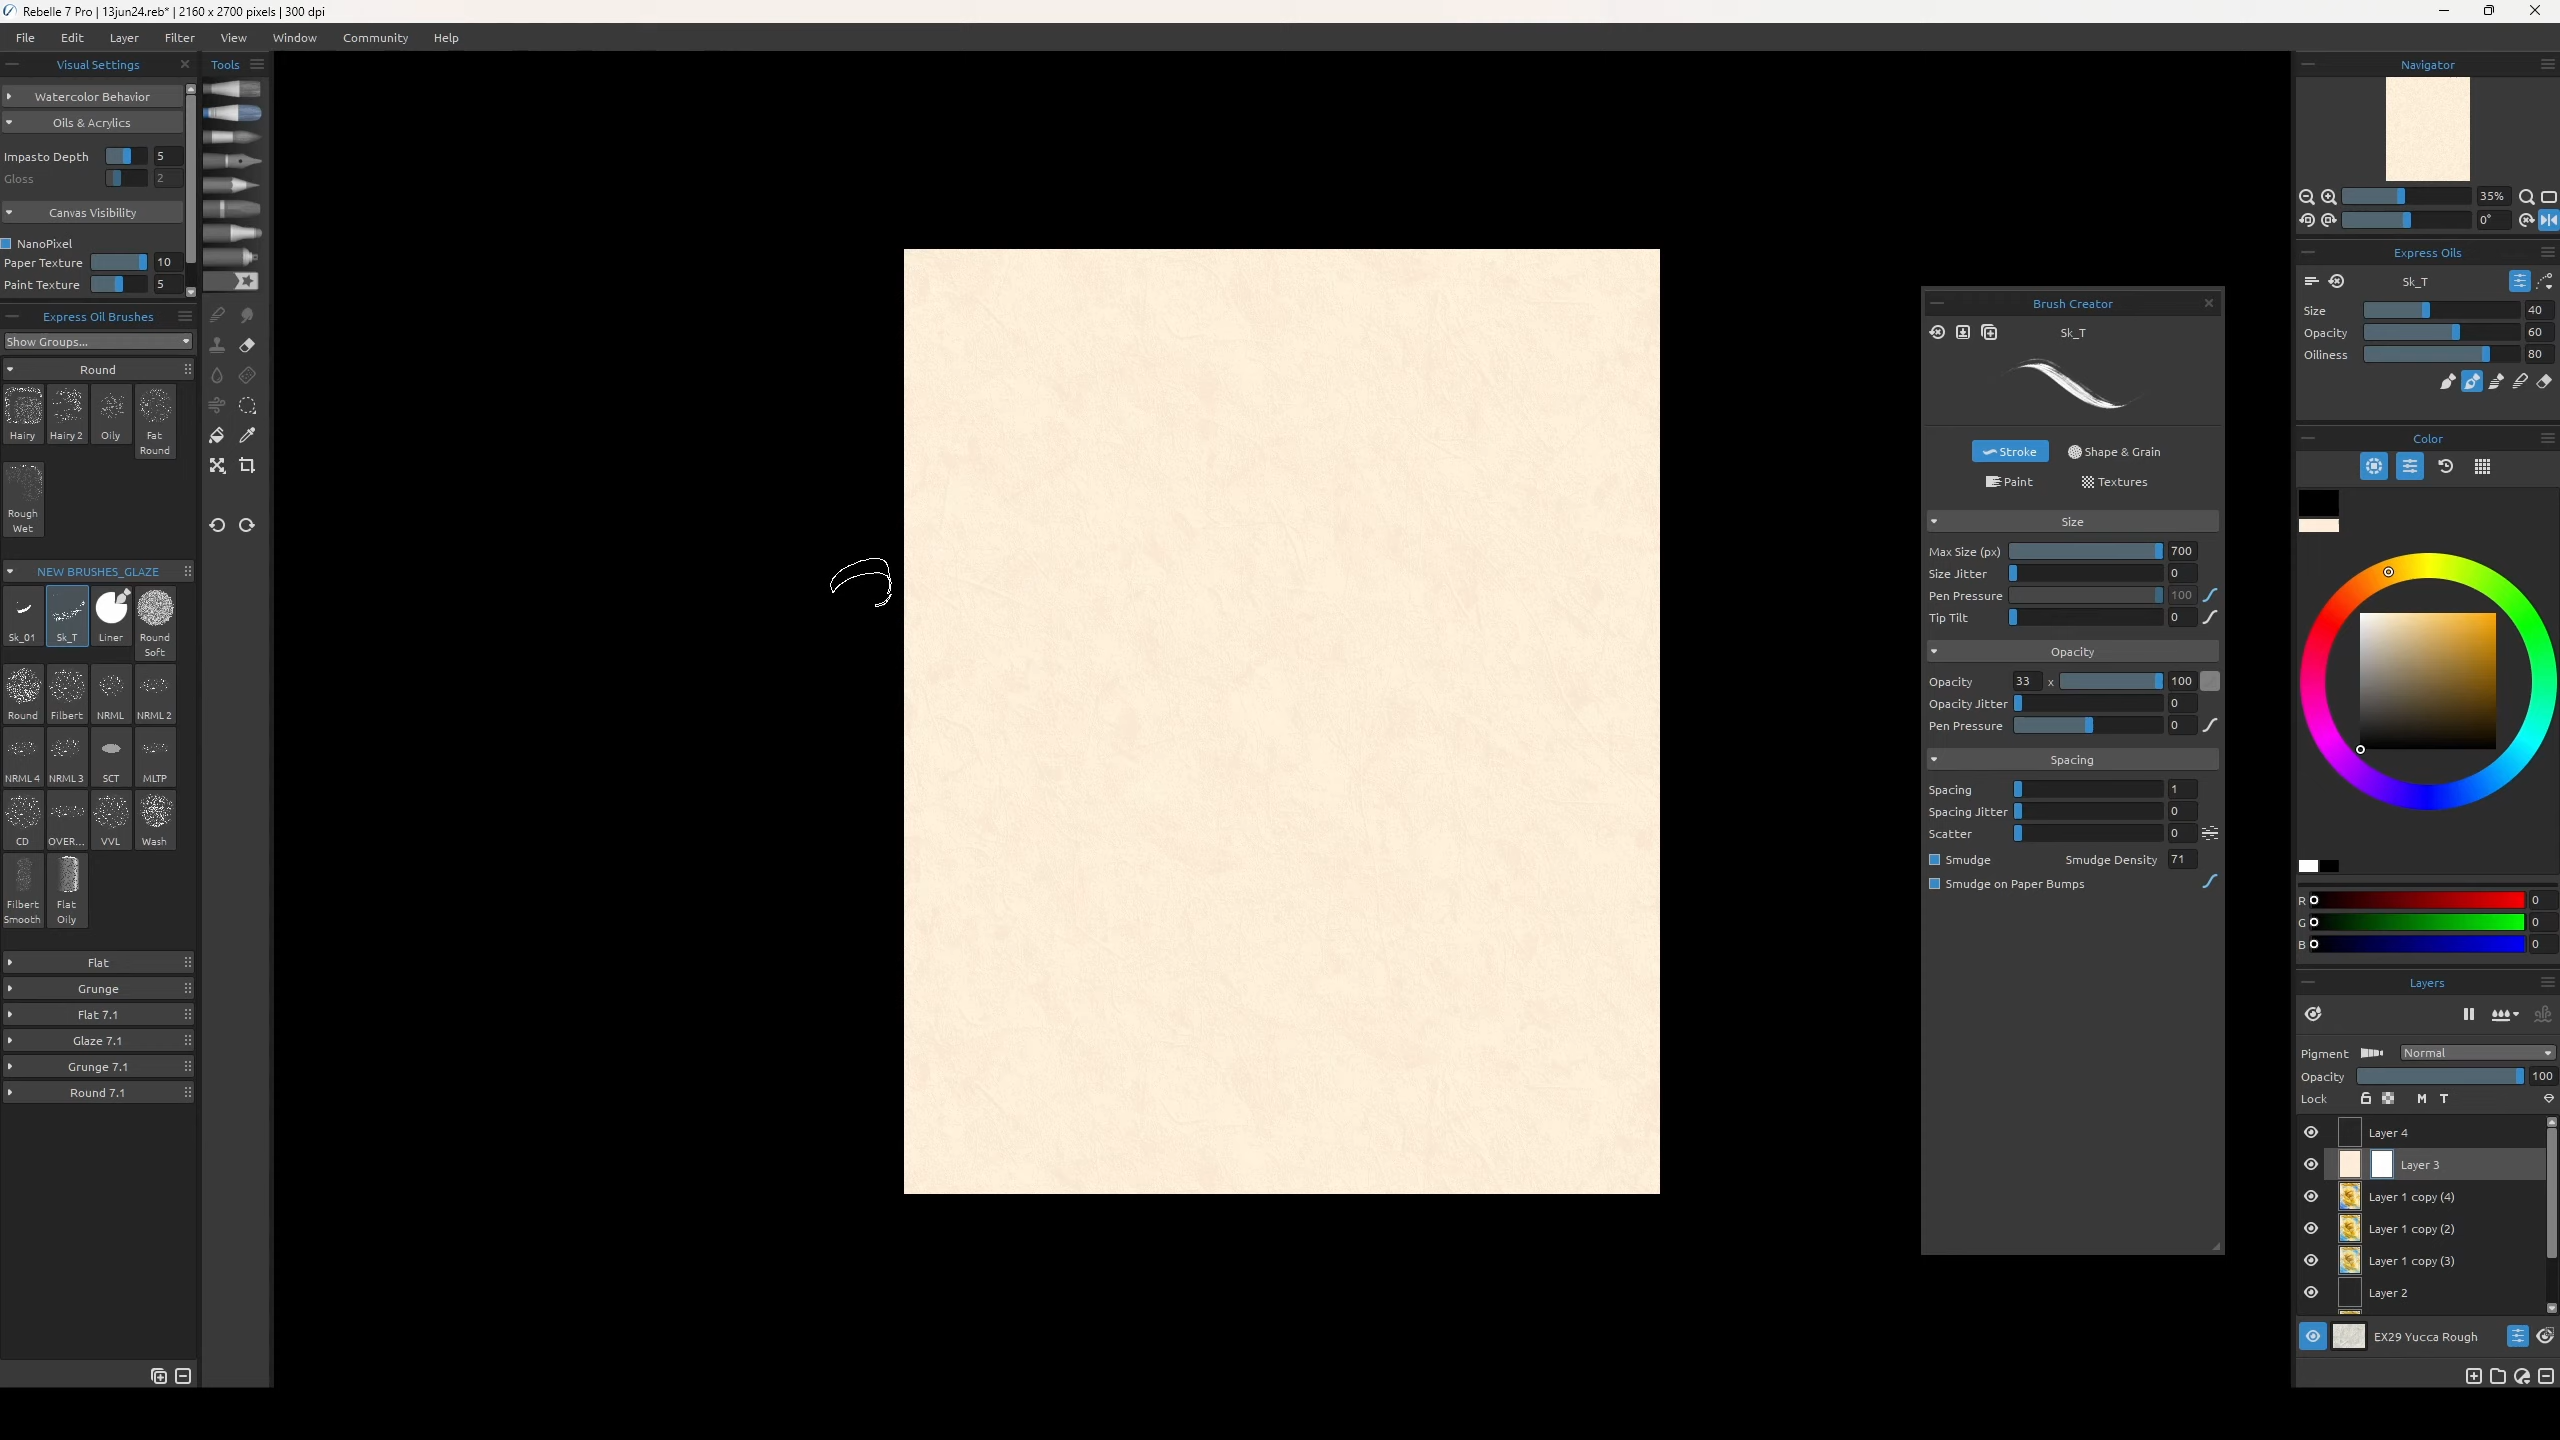 Rebelle 7 Pro | 13jun24.reb* | 2160 x 2700 pixels | 300 dpi
File Edit Layer Filter View Window Community Help
Visual Settings
Watercolor Behavior
Oils & Acrylics
Impasto Depth 5
Gloss 2
Canvas Visibility
NanoPixel
Paper Texture 10
Paint Texture 5
Express Oil Brushes
Show Groups...
Round
Hairy Hairy 2 Oily Fat Round
Rough Wet
NEW BRUSHES_GLAZE
Sk_01 Sk_T Liner Round Soft
Round Filbert NRML NRML 2
NRML 4 NRML 3 SCT MLTP
CD OVER... VVL Wash
Filbert Smooth Flat Oily
Flat
Grunge
Flat 7.1
Glaze 7.1
Grunge 7.1
Round 7.1
Tools
Brush Creator
Sk_T
Stroke Shape & Grain
Paint Textures
Size
Max Size (px) 700
Size Jitter 0
Pen Pressure 100
Tip Tilt 0
Opacity
Opacity 33 x 100
Opacity Jitter 0
Pen Pressure 0
Spacing
Spacing 1
Spacing Jitter 0
Scatter 0
Smudge Smudge Density 71
Smudge on Paper Bumps
Navigator
35%
0°
Express Oils
Sk_T
Size 40
Opacity 60
Oiliness 80
Color
R 0
G 0
B 0
Layers
Pigment Normal
Opacity 100
Lock M T
Layer 4
Layer 3
Layer 1 copy (4)
Layer 1 copy (2)
Layer 1 copy (3)
Layer 2
EX29 Yucca Rough